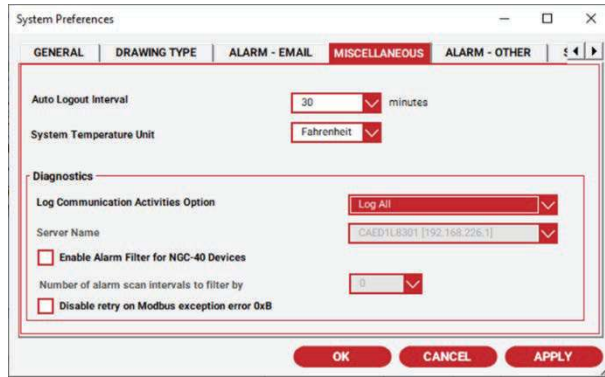 System Preferences
GENERAL DRAWING TYPE ALARM - EMAIL MISCELLANEOUS ALARM - OTHER
Auto Logout Interval 30 minutes
System Temperature Unit Fahrenheit
Diagnostics
Log Communication Activities Option Log All
Server Name CAED1L8301 [192.168.226.1]
Enable Alarm Filter for NGC-40 Devices
Number of alarm scan intervals to filter by 0
Disable retry on Modbus exception error 0xB
OK CANCEL APPLY